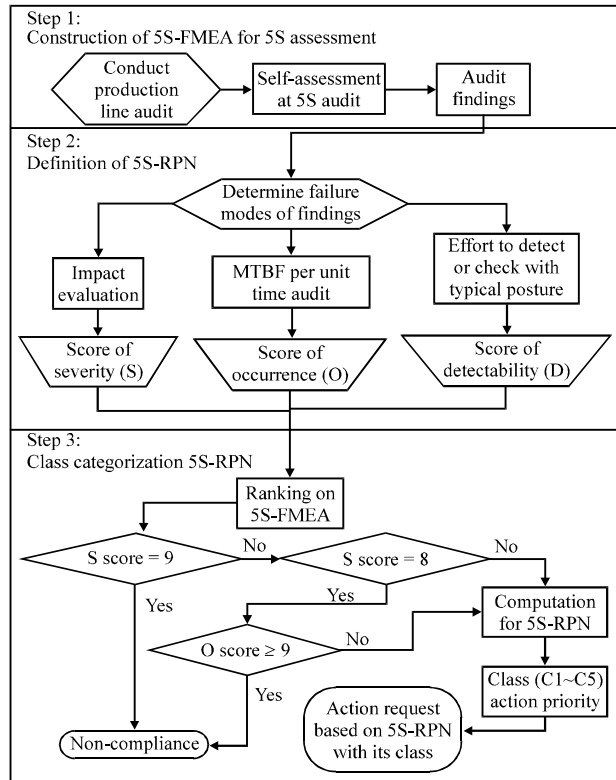 Step 1:
Construction of 5S-FMEA for 5S assessment
Conduct
production
line audit
Self-assessment
at 5S audit
Audit
findings
Step 2:
Definition of 5S-RPN
Determine failure
modes of findings
Impact
evaluation
MTBF per unit
time audit
Effort to detect
or check with
typical posture
Score of
severity (S)
Score of
occurrence (O)
Score of
detectability (D)
Step 3:
Class categorization 5S-RPN
Ranking on
5S-FMEA
S score = 9
No
S score = 8
No
Yes
Yes
Computation
for 5S-RPN
O score ≥ 9
No
Yes
Class (C1~C5)
action priority
Action request
based on 5S-RPN
with its class
Non-compliance